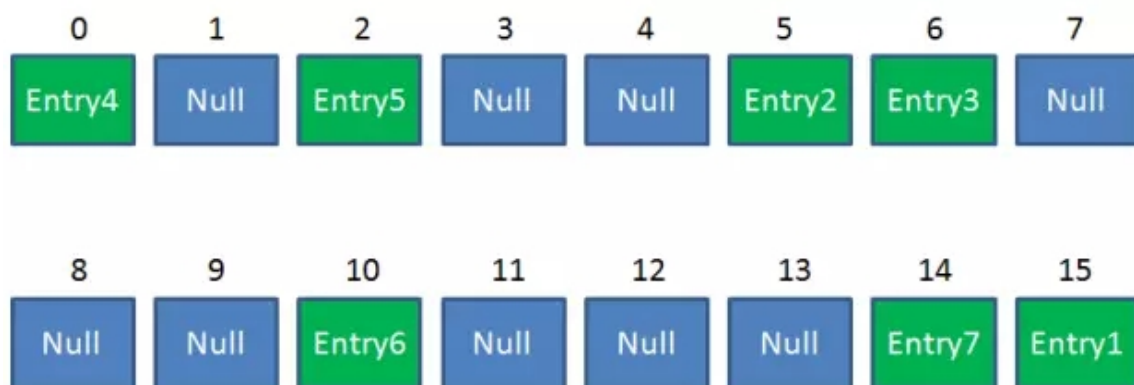 0 1 2 3 4 5 6 7
Entry4 Null Entry5 Null Null Entry2 Entry3 Null
8 9 10 11 12 13 14 15
Null Null Entry6 Null Null Null Entry7 Entry1